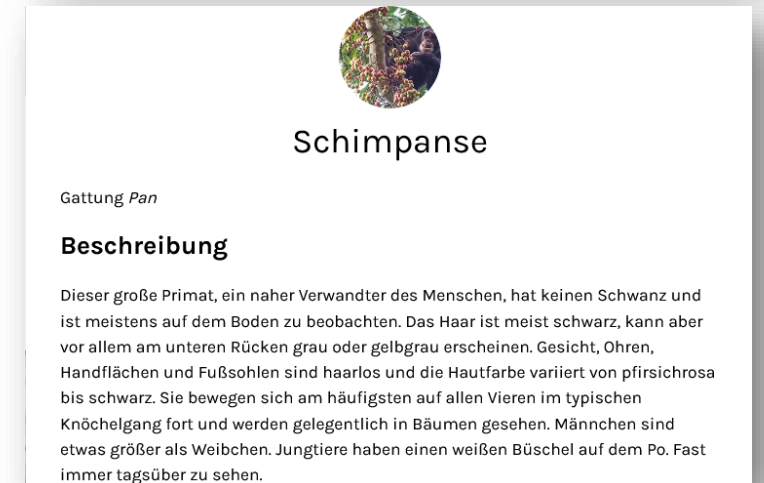 Schimpanse
Gattung Pan
Beschreibung
Dieser große Primat, ein naher Verwandter des Menschen, hat keinen Schwanz und
ist meistens auf dem Boden zu beobachten. Das Haar ist meist schwarz, kann aber
vor allem am unteren Rücken grau oder gelbgrau erscheinen. Gesicht, Ohren,
Handflächen und Fußsohlen sind haarlos und die Hautfarbe variiert von pfirsichrosa
bis schwarz. Sie bewegen sich am häufigsten auf allen Vieren im typischen
Knöchelgang fort und werden gelegentlich in Bäumen gesehen. Männchen sind
etwas größer als Weibchen. Jungtiere haben einen weißen Büschel auf dem Po. Fast
immer tagsüber zu sehen.